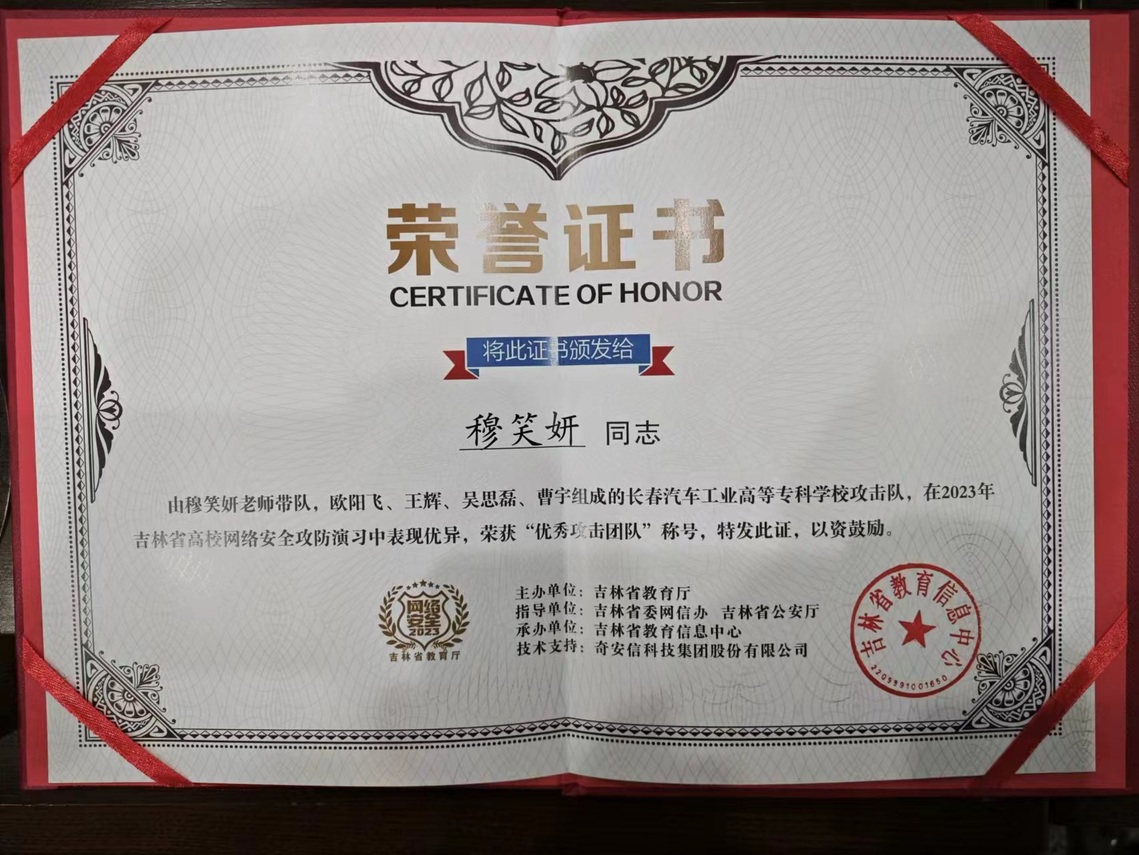 荣誉证书
CERTIFICATE OF HONOR
将此证书颁发给
穆笑妍 同志
由穆笑妍老师带队，欧阳飞、王辉、吴思磊、曹宇组成的长春汽车工业高等专科学校攻击队，在2023年
吉林省高校网络安全攻防演习中表现优异，荣获“优秀攻击团队”称号，特发此证，以资鼓励。
网络
安全
2023
吉林省教育厅
主办单位：吉林省教育厅
指导单位：吉林省委网信办 吉林省公安厅
承办单位：吉林省教育信息中心
技术支持：奇安信科技集团股份有限公司
吉林省教育信息中心
2209991001650